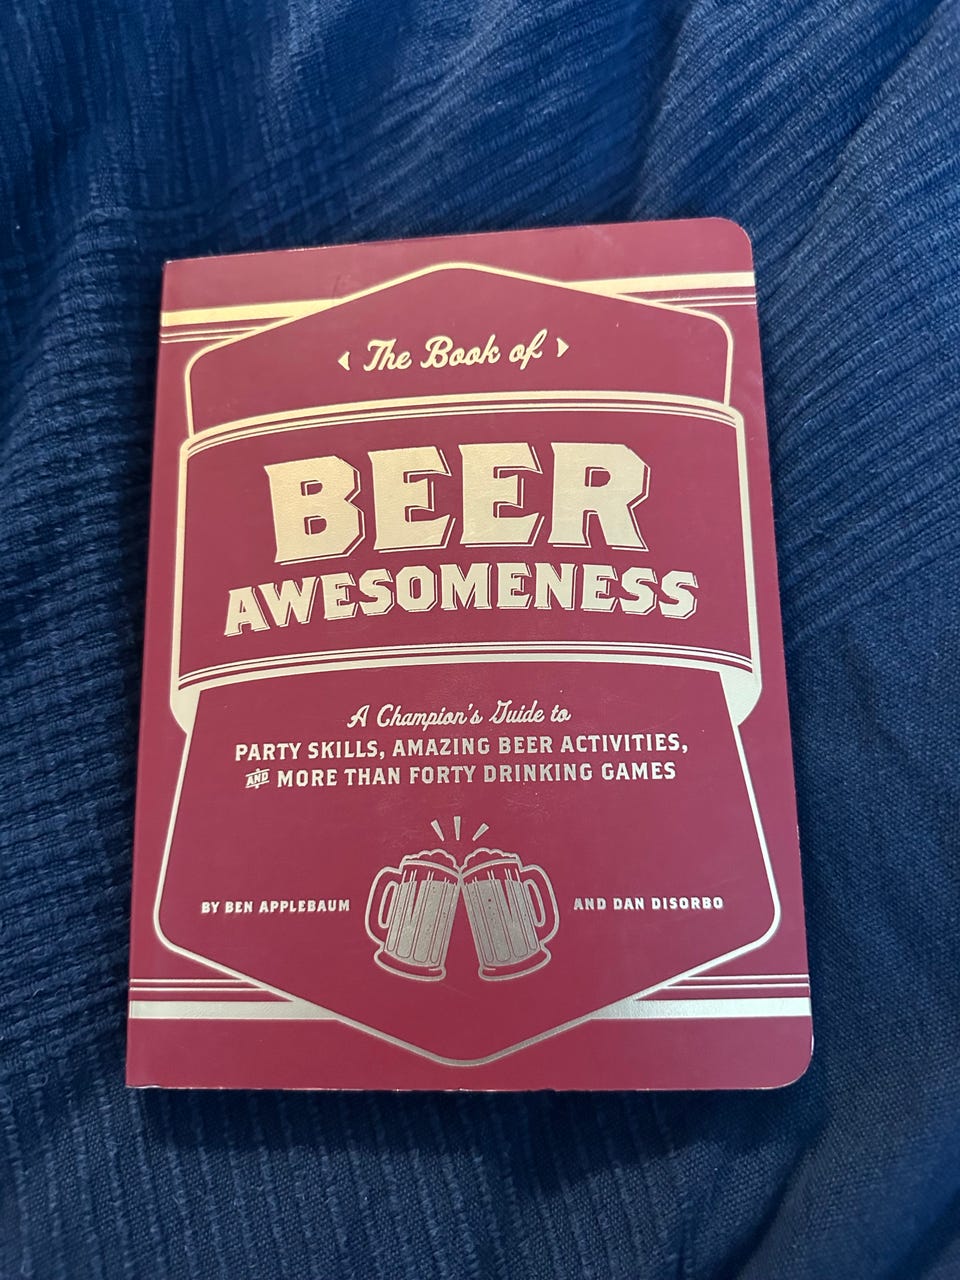 The Book of
BEER
AWESOMENESS
A Champion's Guide to
PARTY SKILLS, AMAZING BEER ACTIVITIES,
AND MORE THAN FORTY DRINKING GAMES
BY BEN APPLEBAUM AND DAN DISORBO